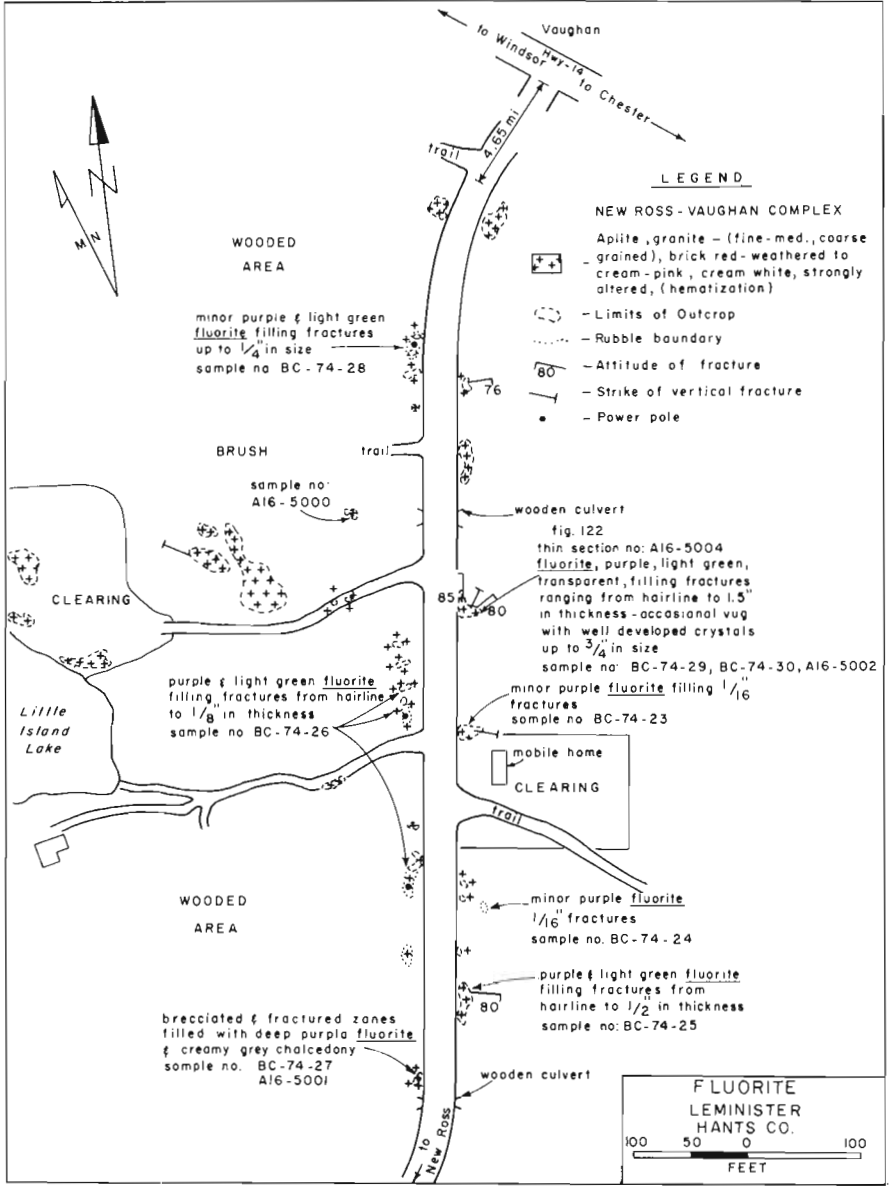 Vaughan
to Windsor
Hwy-14
to Chester
4.65 mi
trail
N
MN
LEGEND
NEW ROSS - VAUGHAN COMPLEX
Aplite, granite - (fine-med., coarse
grained), brick red-weathered to
cream-pink, cream white, strongly
altered, (hematization)
- Limits of Outcrop
- Rubble boundary
80
- Attitude of fracture
- Strike of vertical fracture
- Power pole
WOODED
AREA
minor purple & light green
fluorite filling fractures
up to 1/4" in size
sample no BC-74-28
76
BRUSH
trail
sample no:
A16-5000
wooden culvert
fig. 122
thin section no: A16-5004
fluorite, purple, light green,
transparent, filling fractures
ranging from hairline to 1.5"
in thickness - occasional vug
with well developed crystals
up to 3/4" in size
sample no: BC-74-29, BC-74-30, A16-5002
85
80
CLEARING
purple & light green fluorite
filling fractures from hairline
to 1/8" in thickness
sample no BC-74-26
minor purple fluorite filling 1/16"
fractures
sample no BC-74-23
Little
Island
Lake
mobile home
CLEARING
trail
WOODED
AREA
minor purple fluorite
1/16" fractures
sample no. BC-74-24
purple & light green fluorite
filling fractures from
hairline to 1/2" in thickness
sample no: BC-74-25
80
brecciated & fractured zones
filled with deep purpla fluorite
& creamy grey chalcedony
somple no. BC-74-27
A16-5001
wooden culvert
to
New Ross
FLUORITE
LEMINISTER
HANTS CO.
100 50 0 100
FEET